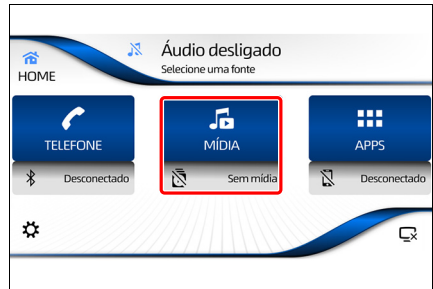 Áudio desligado
Selecione uma fonte
HOME
TELEFONE
MÍDIA
APPS
Desconectado
Sem mídia
Desconectado